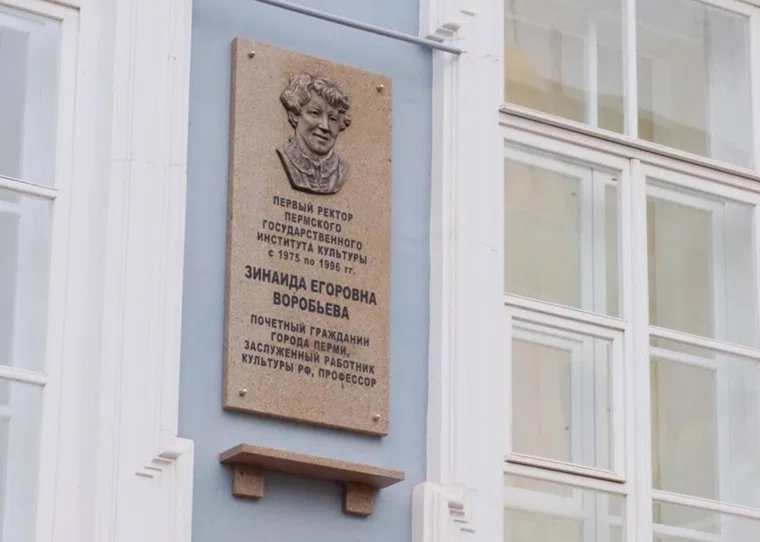 ПЕРВЫЙ РЕКТОР
ПЕРМСКОГО
ГОСУДАРСТВЕННОГО
ИНСТИТУТА КУЛЬТУРЫ
с 1975 по 1996 гг.
ЗИНАИДА ЕГОРОВНА
ВОРОБЬЕВА
ПОЧЕТНЫЙ ГРАЖДАНИН
ГОРОДА ПЕРМИ,
ЗАСЛУЖЕННЫЙ РАБОТНИК
КУЛЬТУРЫ РФ, ПРОФЕССОР